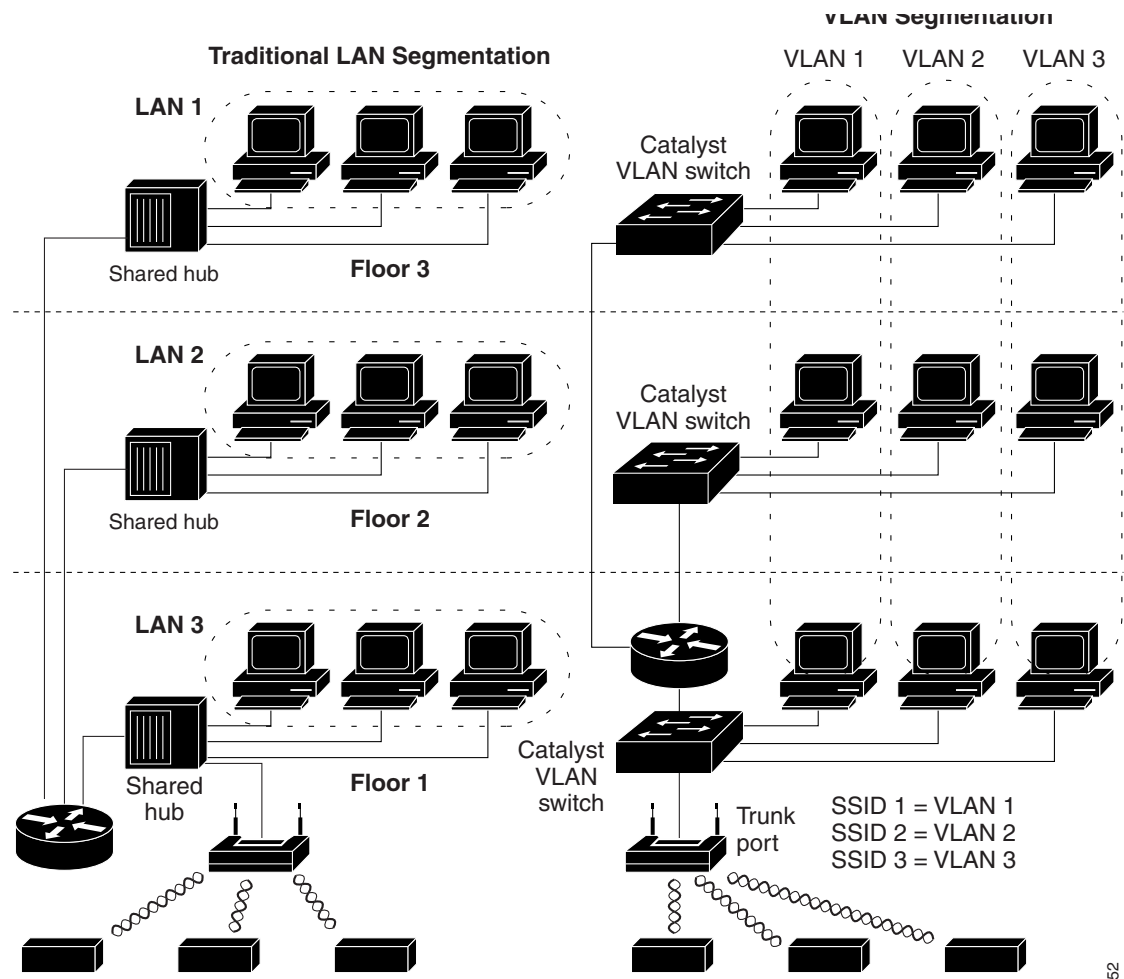 VLAN Segmentation
Traditional LAN Segmentation
VLAN 1
VLAN 2
VLAN 3
LAN 1
Catalyst
VLAN switch
Shared hub
Floor 3
LAN 2
Catalyst
VLAN switch
Shared hub
Floor 2
LAN 3
Shared
hub
Floor 1
Catalyst
VLAN
switch
Trunk
port
SSID 1 = VLAN 1
SSID 2 = VLAN 2
SSID 3 = VLAN 3
52